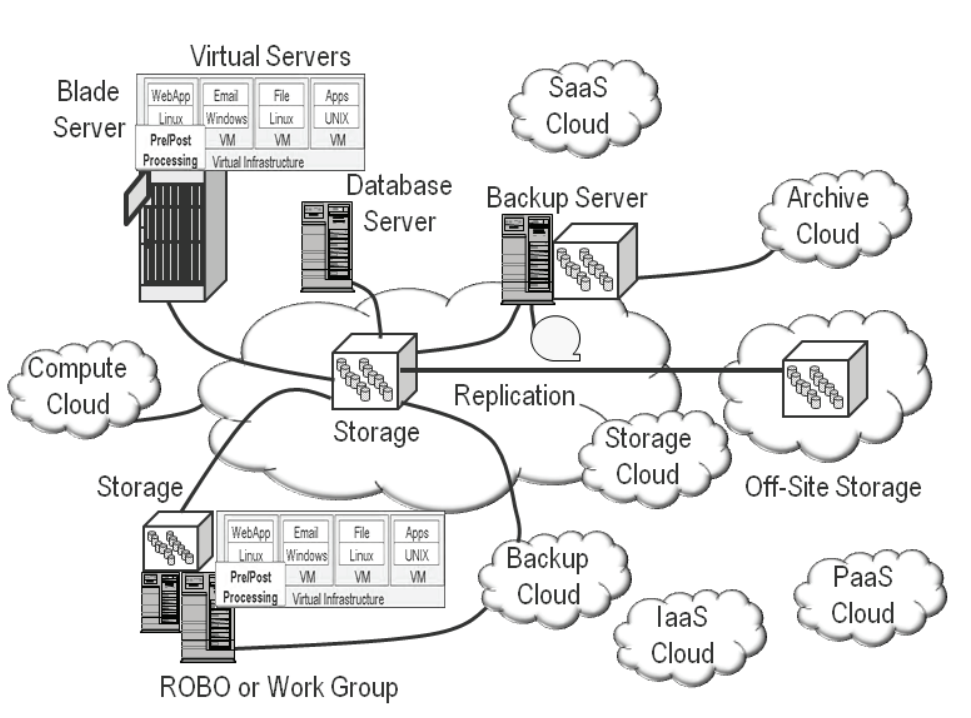 Virtual Servers
Blade
Server
WebApp
Email
File
Apps
Linux
Windows
Linux
UNIX
Pre/Post
Processing
VM
VM
VM
Virtual Infrastructure
SaaS
Cloud
Database
Server
Backup Server
Archive
Cloud
Compute
Cloud
Storage
Replication
Storage
Cloud
Off-Site Storage
Storage
WebApp
Email
File
Apps
Linux
Windows
Linux
UNIX
Pre/Post
Processing
VM
VM
VM
Virtual Infrastructure
Backup
Cloud
IaaS
Cloud
PaaS
Cloud
ROBO or Work Group